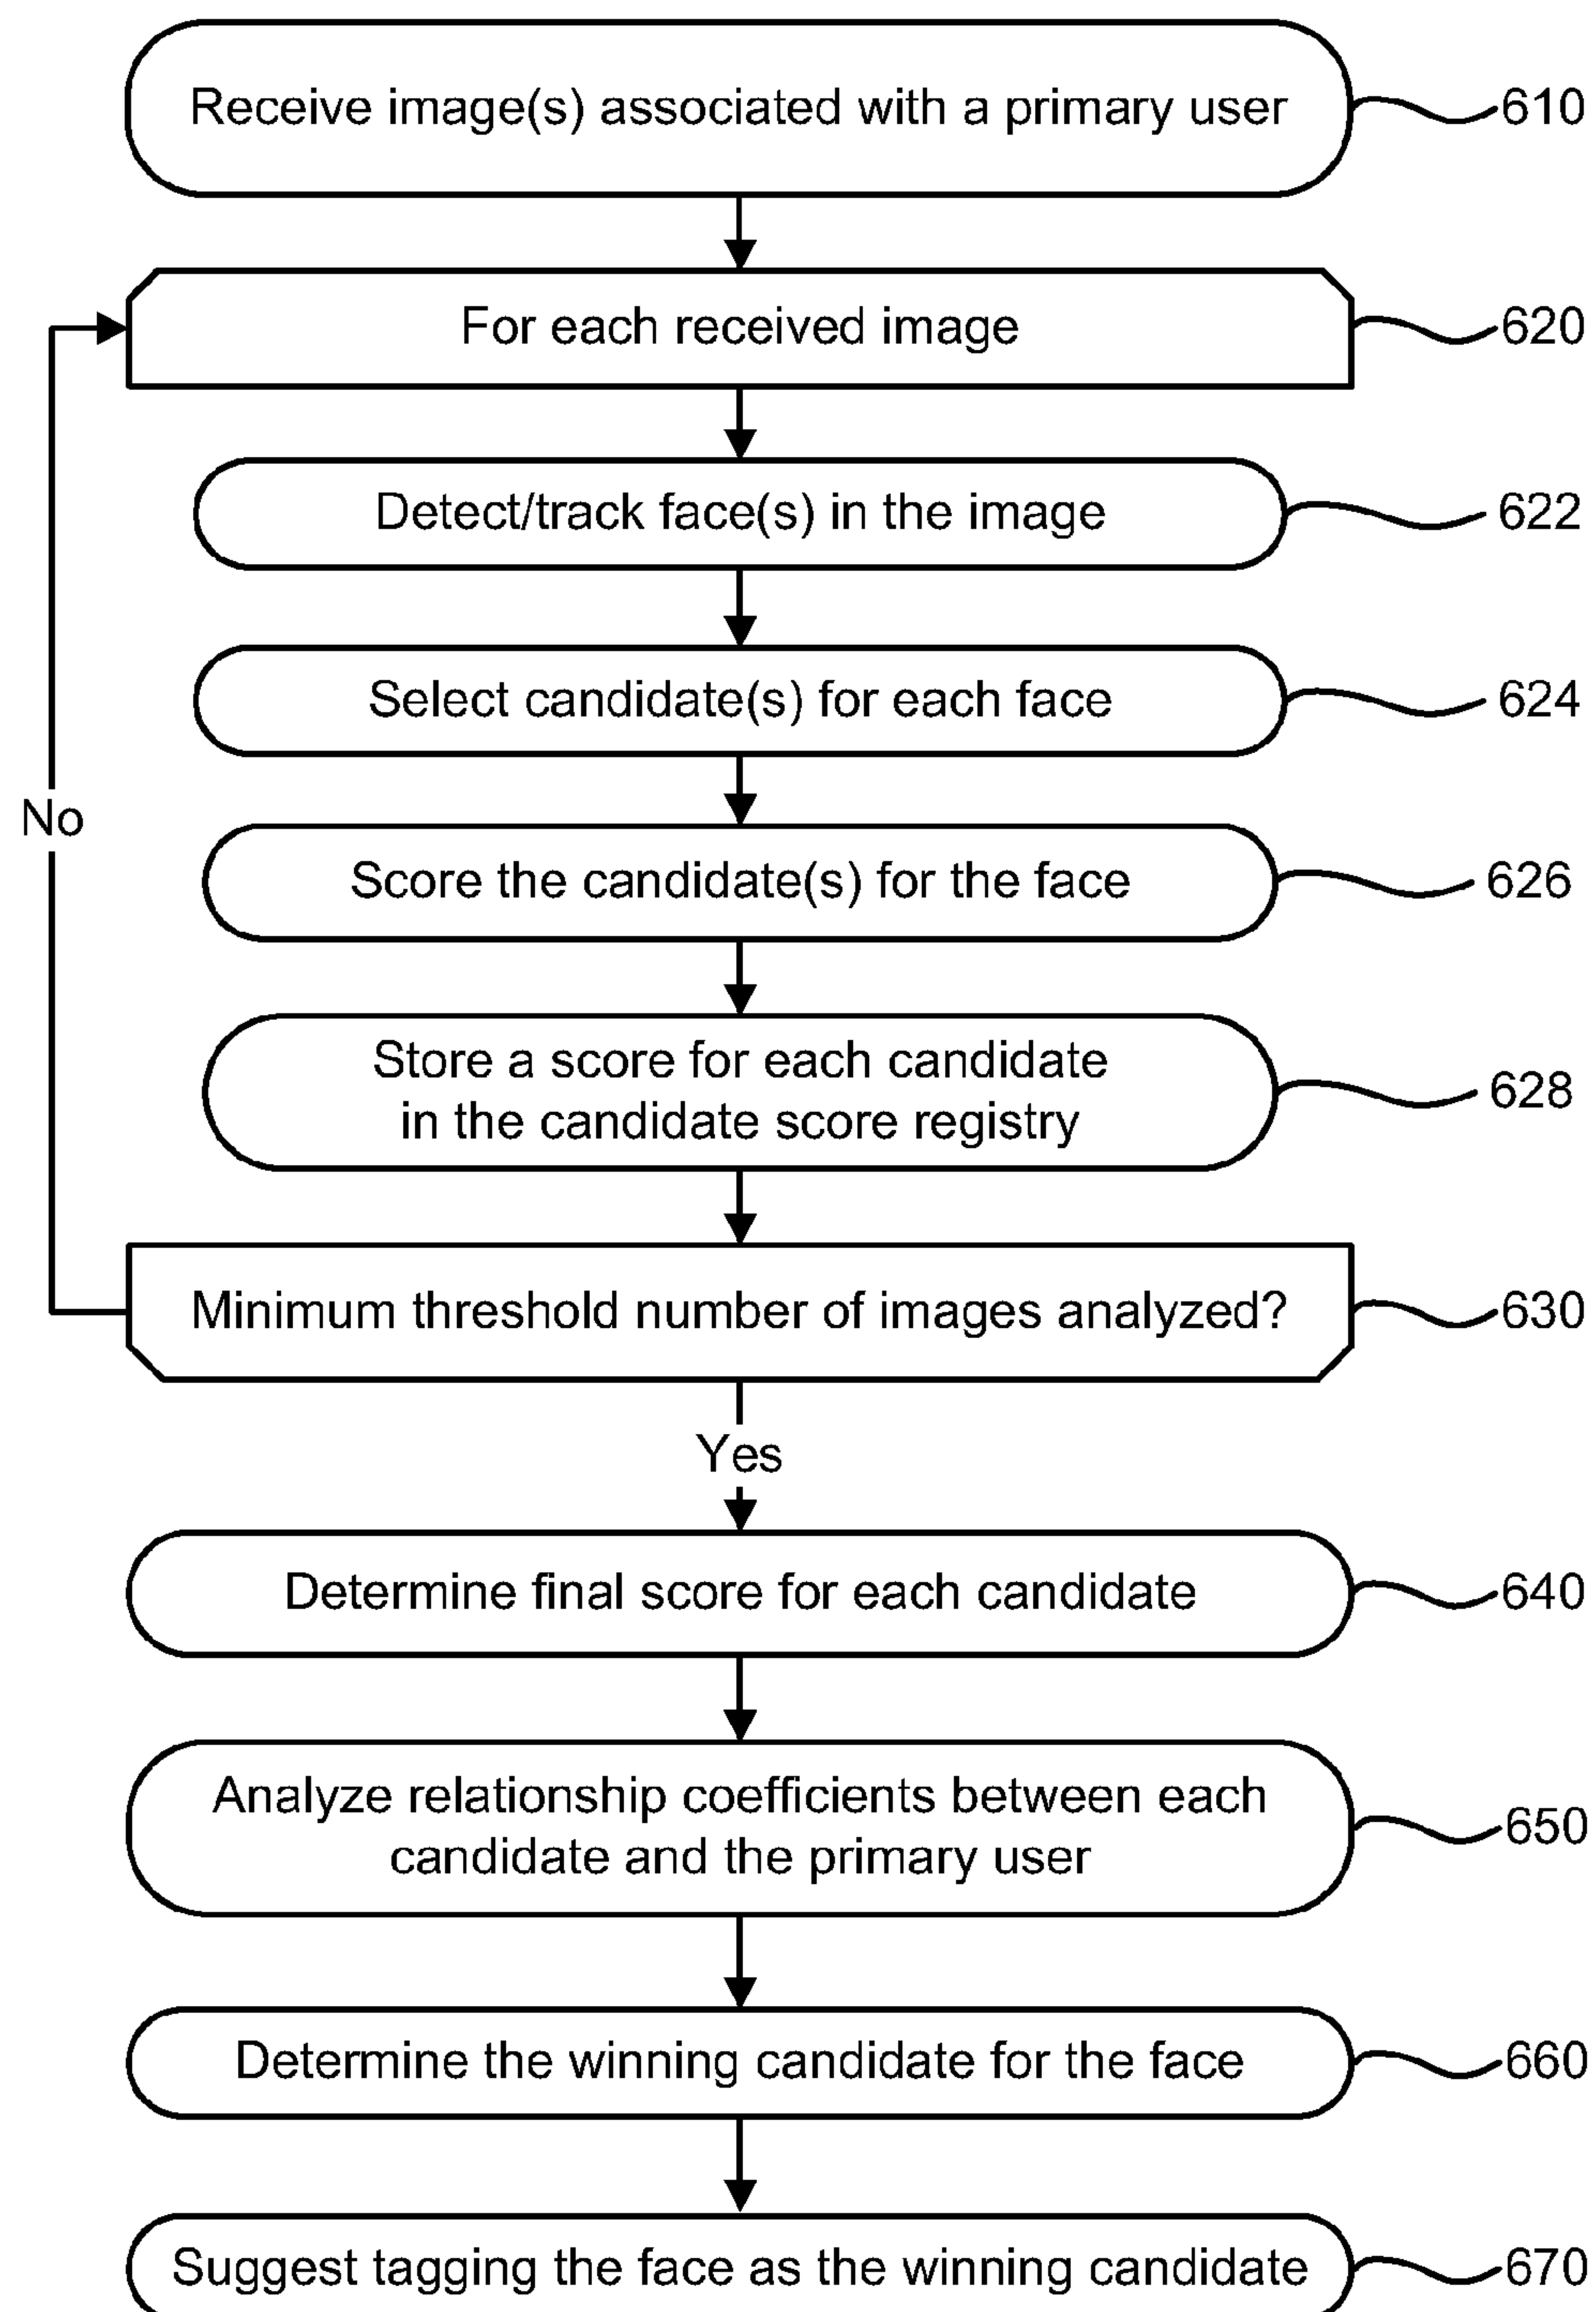 Receive image(s) associated with a primary user 610
For each received image 620
Detect/track face(s) in the image 622
Select candidate(s) for each face 624
No
Score the candidate(s) for the face 626
Store a score for each candidate
in the candidate score registry
628
Minimum threshold number of images analyzed? 630
Yes
Determine final score for each candidate 640
Analyze relationship coefficients between each
candidate and the primary user
650
Determine the winning candidate for the face 660
Suggest tagging the face as the winning candidate 670